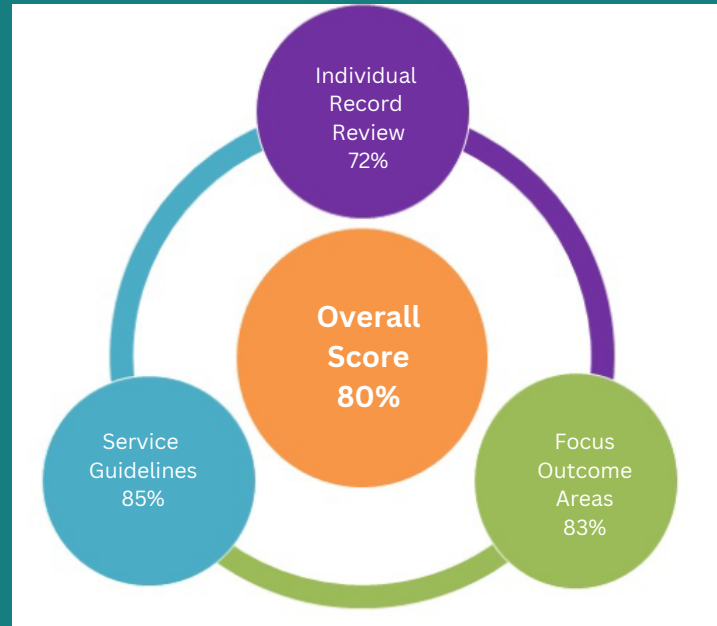 Individual
Record
Review
72%
Overall
Score
80%
Service
Guidelines
85%
Focus
Outcome
Areas
83%